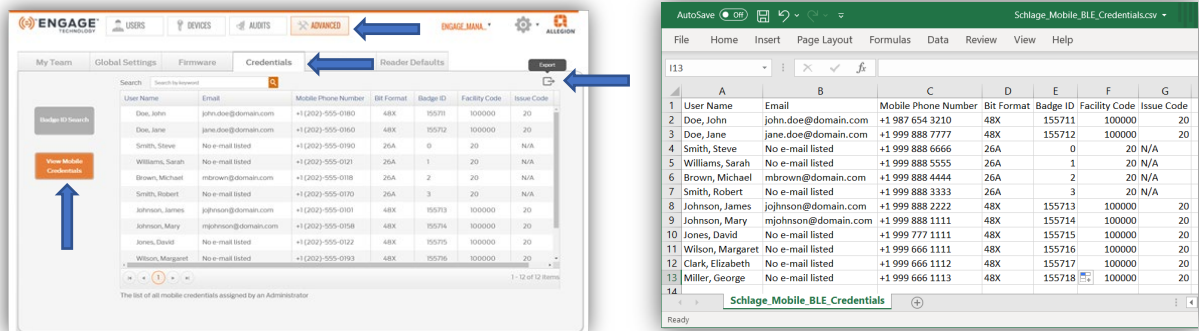 ENGAGE
TECHNOLOGY
USERS
DEVICES
AUDITS
ADVANCED
ENGAGE_MANA..
ALLEGION
My Team Global Settings Firmware Credentials Reader Defaults
Export
Search Search by keyword
User Name Email Mobile Phone Number Bit Format Badge ID Facility Code Issue Code
Doe, John john.doe@domain.com +1 (202)-555-0180 48X 155711 100000 20
Doe, Jane jane.doe@domain.com +1 (202)-555-0160 48X 155712 100000 20
Smith, Steve No e-mail listed +1 (202)-555-0190 26A 0 20 N/A
Williams, Sarah No e-mail listed +1 (202)-555-0121 26A 1 20 N/A
Brown, Michael mbrown@domain.com +1 (202)-555-0118 26A 2 20 N/A
Smith, Robert No e-mail listed +1 (202)-555-0170 26A 3 20 N/A
Johnson, James jojhnson@domain.com +1 (202)-555-0101 48X 155713 100000 20
Johnson, Mary mjohnson@domain.com +1 (202)-555-0158 48X 155714 100000 20
Jones, David No e-mail listed +1 (202)-555-0122 48X 155715 100000 20
Wilson, Margaret No e-mail listed +1 (202)-555-0193 48X 155716 100000 20
Badge ID Search
View Mobile
Credentials
1
1 - 12 of 12 items
The list of all mobile credentials assigned by an Administrator
AutoSave Off Schlage_Mobile_BLE_Credentials.csv
File Home Insert Page Layout Formulas Data Review View Help
I13 fx
A B C D E F G
1 User Name Email Mobile Phone Number Bit Format Badge ID Facility Code Issue Code
2 Doe, John john.doe@domain.com +1 987 654 3210 48X 155711 100000 20
3 Doe, Jane jane.doe@domain.com +1 999 888 7777 48X 155712 100000 20
4 Smith, Steve No e-mail listed +1 999 888 6666 26A 0 20 N/A
5 Williams, Sarah No e-mail listed +1 999 888 5555 26A 1 20 N/A
6 Brown, Michael mbrown@domain.com +1 999 888 4444 26A 2 20 N/A
7 Smith, Robert No e-mail listed +1 999 888 3333 26A 3 20 N/A
8 Johnson, James jojhnson@domain.com +1 999 888 2222 48X 155713 100000 20
9 Johnson, Mary mjohnson@domain.com +1 999 888 1111 48X 155714 100000 20
10 Jones, David No e-mail listed +1 999 777 1111 48X 155715 100000 20
11 Wilson, Margaret No e-mail listed +1 999 666 1111 48X 155716 100000 20
12 Clark, Elizabeth No e-mail listed +1 999 666 1112 48X 155717 100000 20
13 Miller, George No e-mail listed +1 999 666 1113 48X 155718 100000 20
14
Schlage_Mobile_BLE_Credentials
Ready